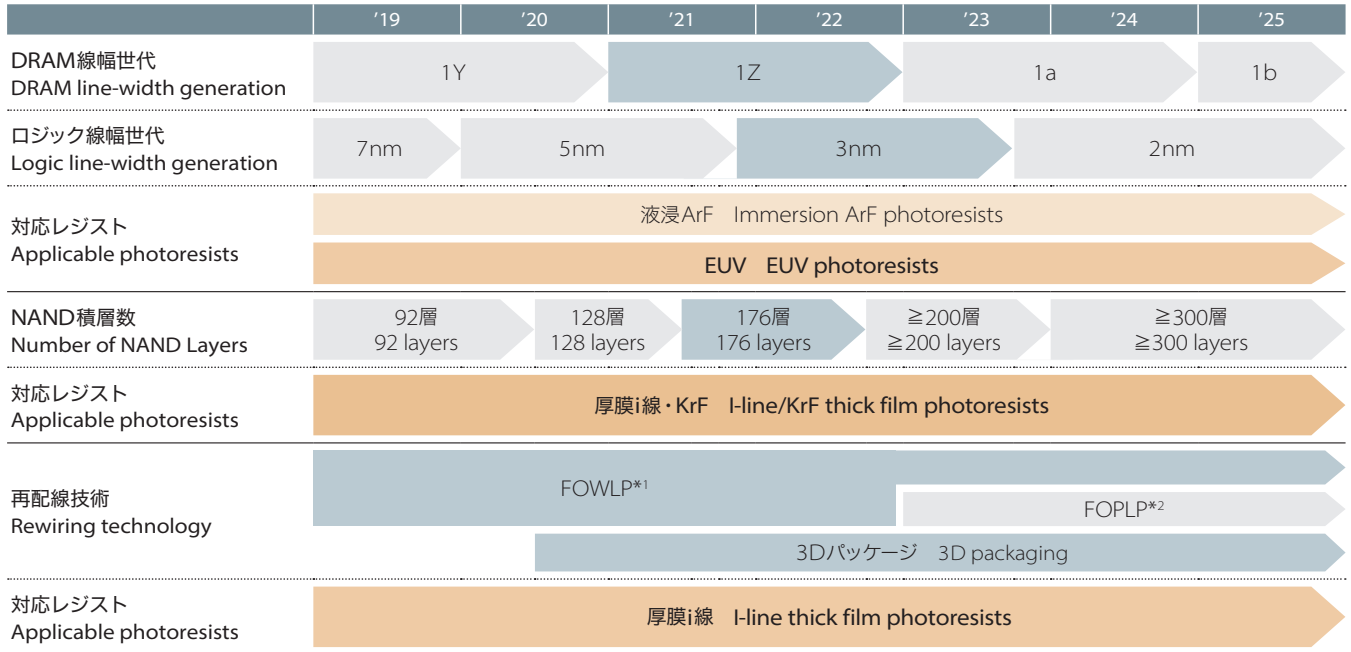 ’19 ’20 ’21 ’22 ’23 ’24 ’25
DRAM線幅世代
DRAM line-width generation
1Y 1Z 1a 1b
ロジック線幅世代
Logic line-width generation
7nm 5nm 3nm 2nm
対応レジスト
Applicable photoresists
液浸ArF Immersion ArF photoresists
EUV EUV photoresists
NAND積層数
Number of NAND Layers
92層 128層 176層 ≧200層 ≧300層
92 layers 128 layers 176 layers ≧200 layers ≧300 layers
対応レジスト
Applicable photoresists
厚膜i線・KrF I-line/KrF thick film photoresists
再配線技術
Rewiring technology
FOWLP*1
FOPLP*2
3Dパッケージ 3D packaging
対応レジスト
Applicable photoresists
厚膜i線 I-line thick film photoresists